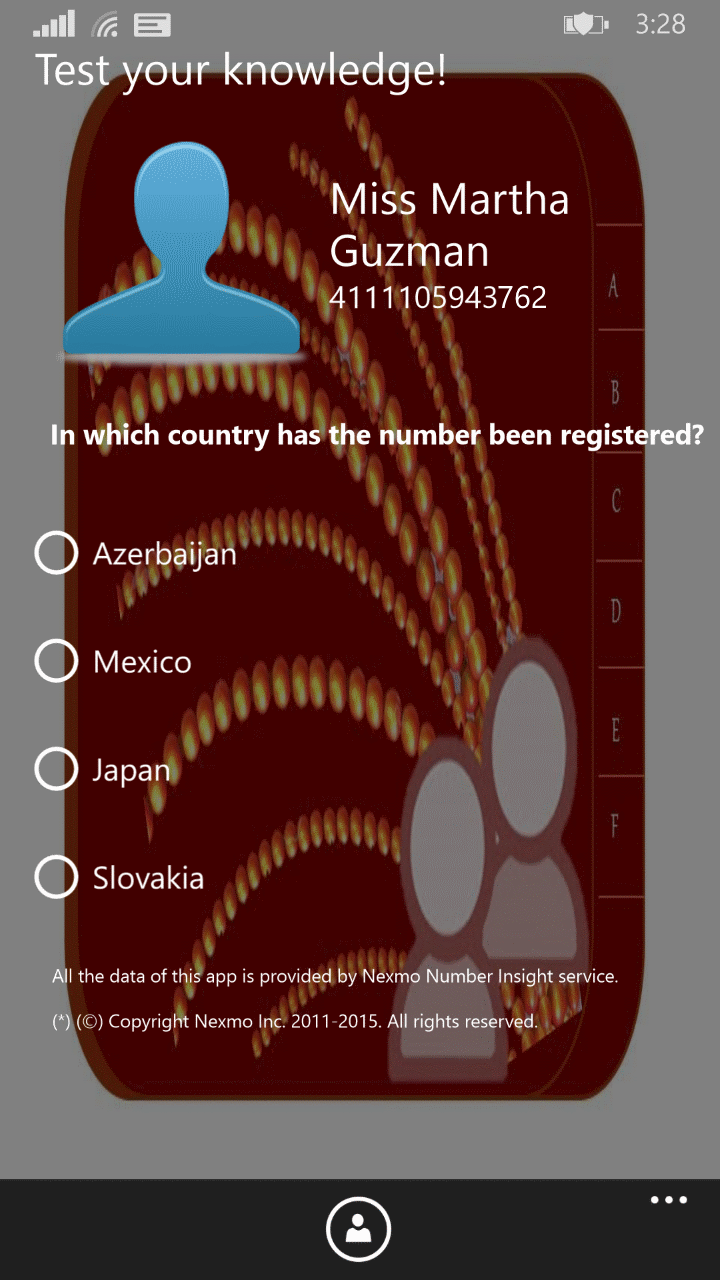 3:28
Test your knowledge!
Miss Martha
Guzman
4111105943762
A
B
In which country has the number been registered?
C
Azerbaijan
D
Mexico
E
Japan
F
Slovakia
All the data of this app is provided by Nexmo Number Insight service.
(*) (©) Copyright Nexmo Inc. 2011-2015. All rights reserved.